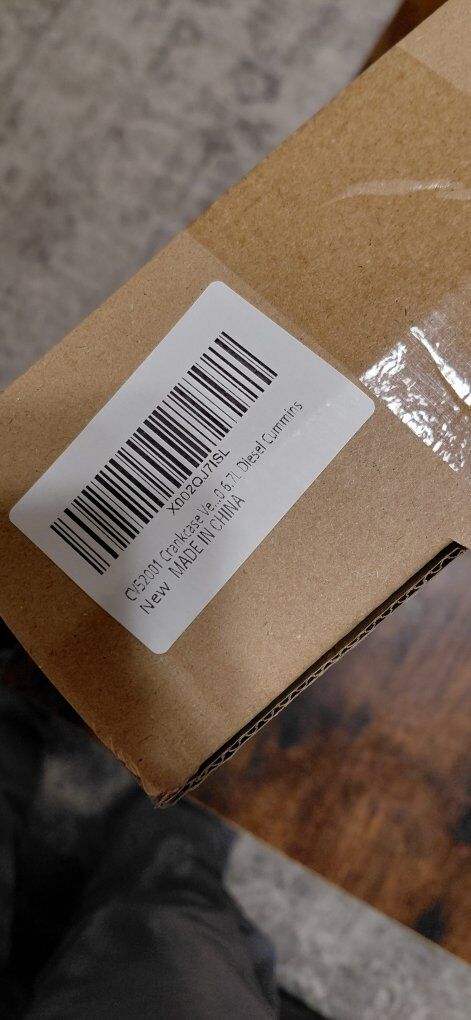 X002QJ7ISL
CV52001 Crankcase Ve...0 6.7L Diesel Cummins
New MADE IN CHINA